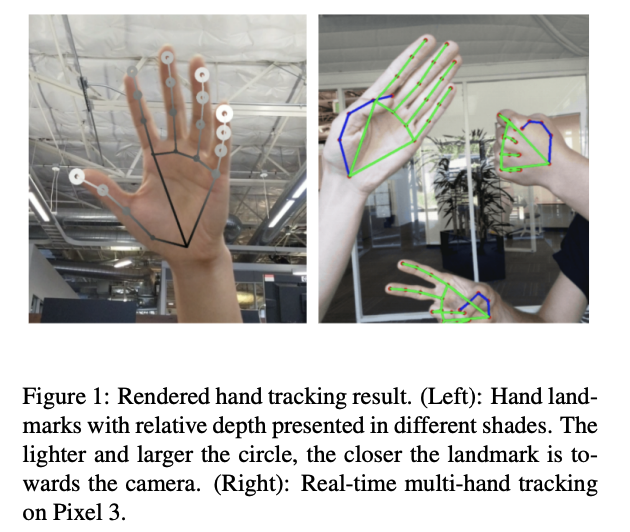 Figure 1: Rendered hand tracking result. (Left): Hand land-
marks with relative depth presented in different shades. The
lighter and larger the circle, the closer the landmark is to-
wards the camera. (Right): Real-time multi-hand tracking
on Pixel 3.